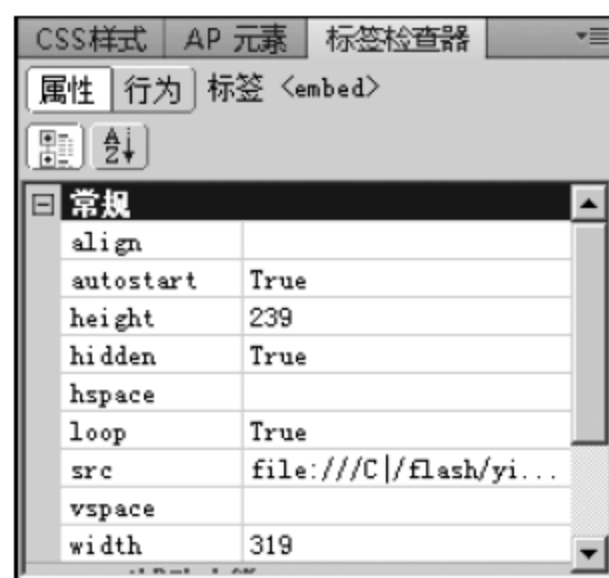 CSS样式 AP 元素 标签检查器
属性 行为 标签 <embed>
常规
align
autostart True
height 239
hidden True
hspace
loop True
src file:///C|/flash/yi...
vspace
width 319